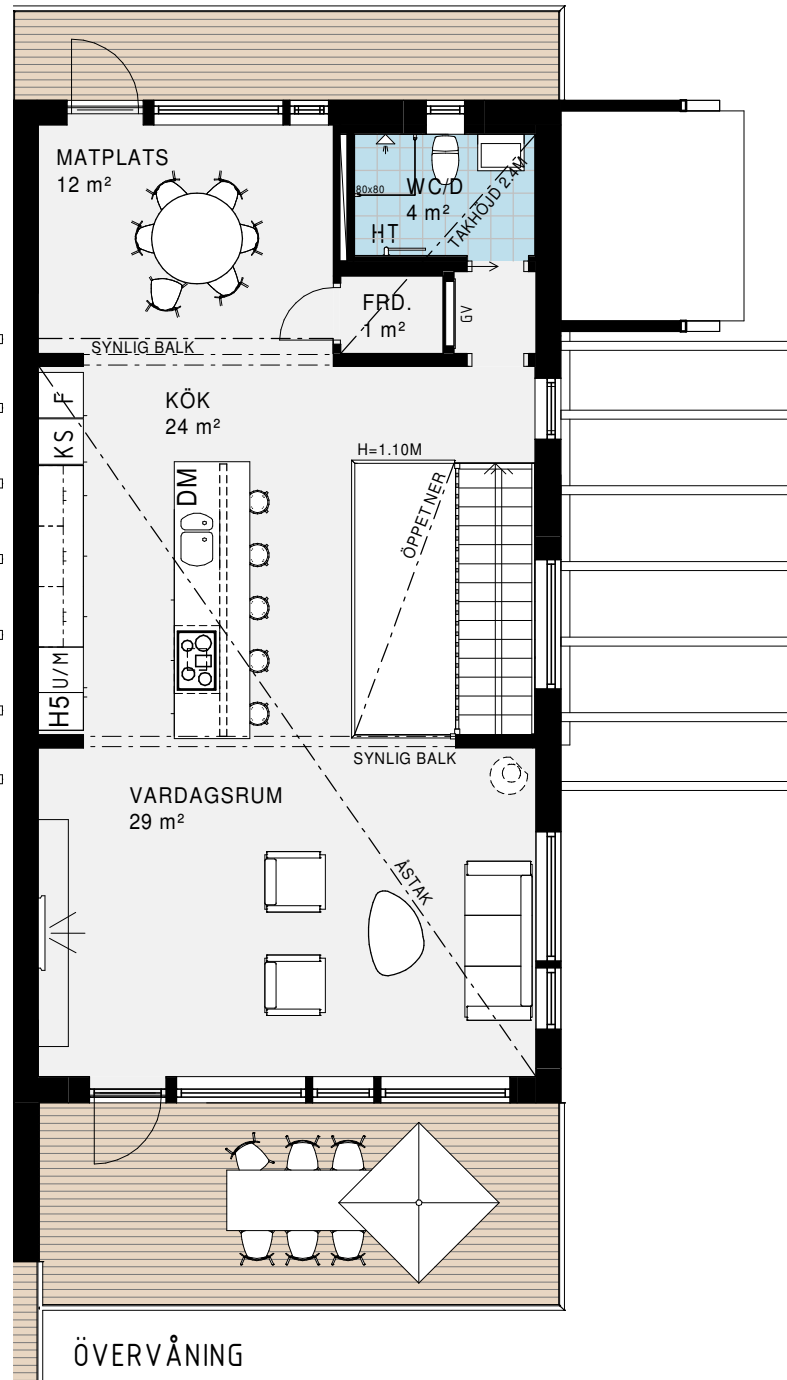 MATPLATS
12 m²
80x80
WC/D
4 m²
TAKHÖJD 2.4M
HT
FRD.
1 m²
GV
SYNLIG BALK
F
KÖK
24 m²
KS
H=1.10M
DM
ÖPPET NER
U/M
H5
SYNLIG BALK
VARDAGSRUM
29 m²
ÅSTAK
ÖVERVÅNING